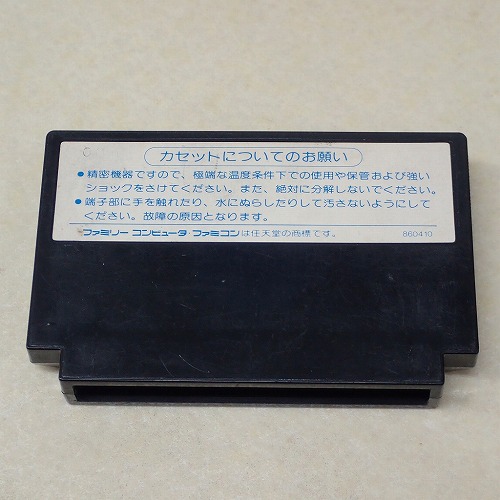 カセットについてのお願い
●精密機器ですので、極端な温度条件下での使用や保管および強い
ショックをさけてください。また、絶対に分解しないでください。
●端子部に手を触れたり、水にぬらしたりして汚さないようにして
ください。故障の原因となります。
ファミリーコンピュータ・ファミコンは任天堂の商標です。 860410